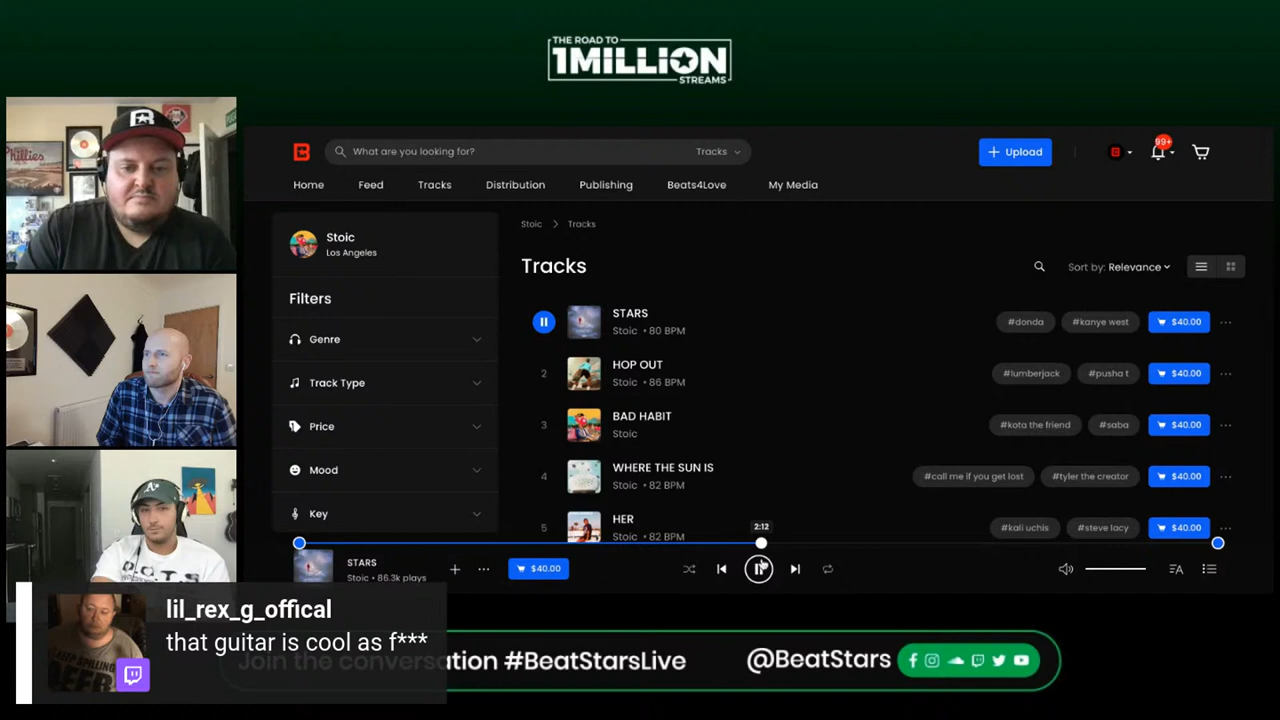 THE ROAD TO
1MILLION
STREAMS
Phillies
What are you looking for?
Tracks
Upload
99+
Home
Feed
Tracks
Distribution
Publishing
Beats4Love
My Media
Stoic
Los Angeles
Filters
Genre
Track Type
Price
Mood
Key
Stoic > Tracks
Tracks
Sort by: Relevance
STARS
Stoic • 80 BPM
#donda
#kanye west
$40.00
2
HOP OUT
Stoic • 86 BPM
#lumberjack
#pusha t
$40.00
3
BAD HABIT
Stoic
#kota the friend
#saba
$40.00
4
WHERE THE SUN IS
Stoic • 82 BPM
#call me if you get lost
#tyler the creator
$40.00
5
HER
Stoic • 82 BPM
#kali uchis
#steve lacy
$40.00
2:12
STARS
Stoic • 86.3k plays
$40.00
lil_rex_g_offical
that guitar is cool as f***
Join the conversation #BeatStarsLive
@BeatStars